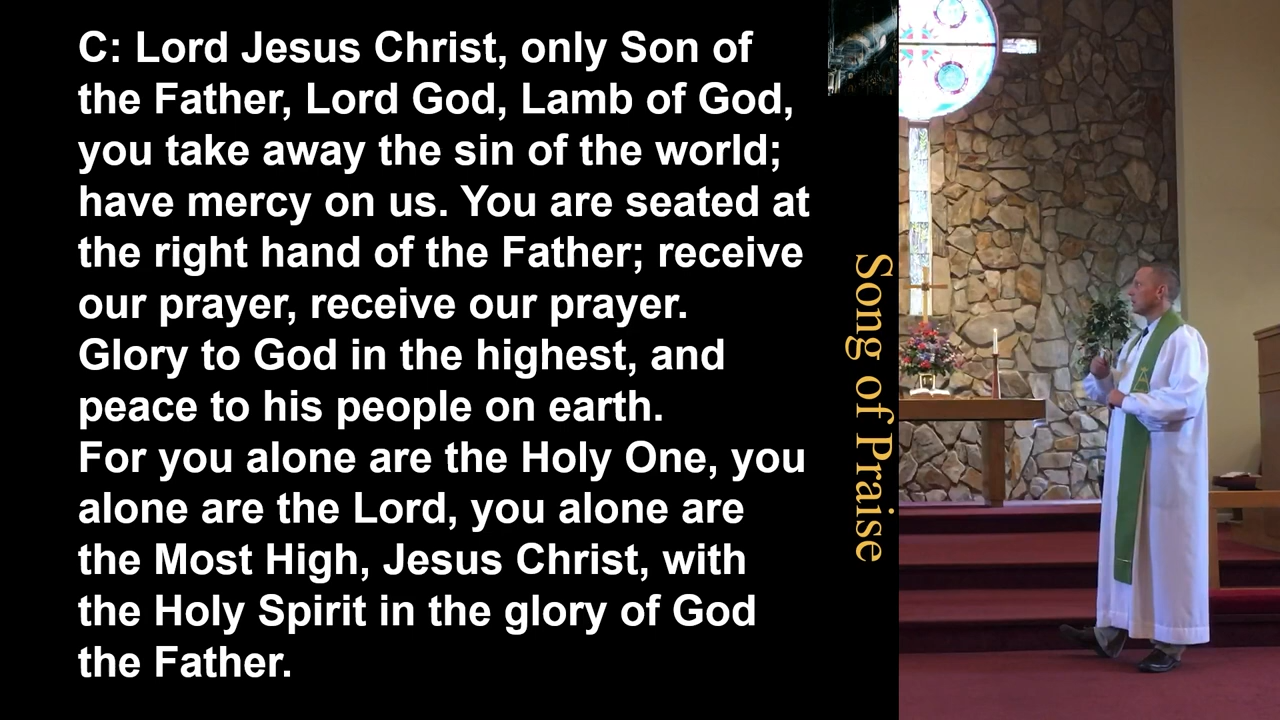 C: Lord Jesus Christ, only Son of
the Father, Lord God, Lamb of God,
you take away the sin of the world;
have mercy on us. You are seated at
the right hand of the Father; receive
our prayer, receive our prayer.
Glory to God in the highest, and
peace to his people on earth.
For you alone are the Holy One, you
alone are the Lord, you alone are
the Most High, Jesus Christ, with
the Holy Spirit in the glory of God
the Father.
Song of Praise